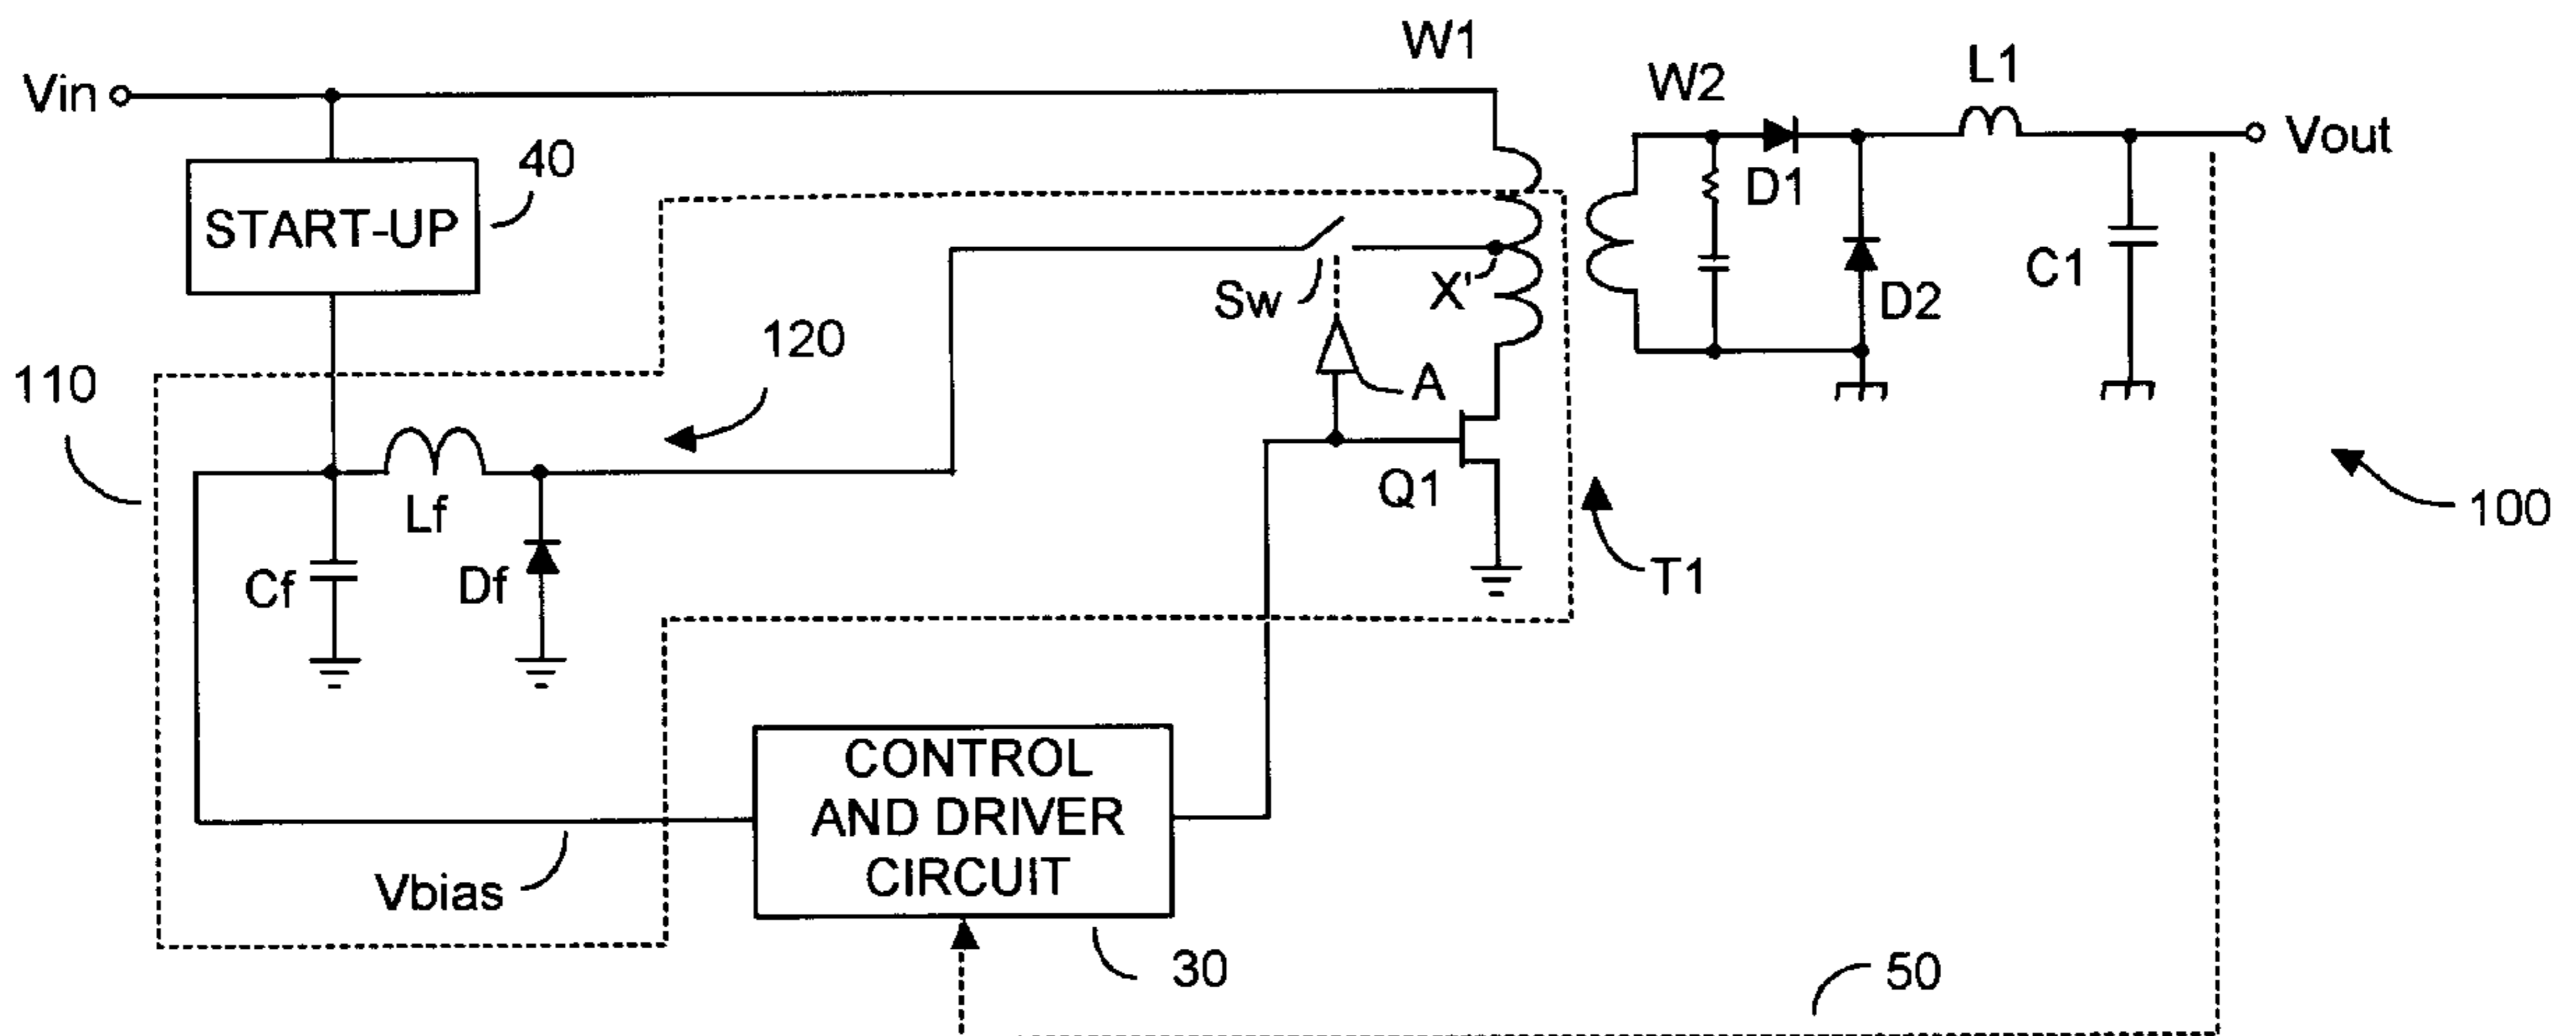 W1
L1
W2
Vin
Vout
40
D1
START-UP
X'
Sw
C1
D2
120
110
A
Q1
Lf
100
Cf
Df
T1
CONTROL
AND DRIVER
CIRCUIT
Vbias
30
50